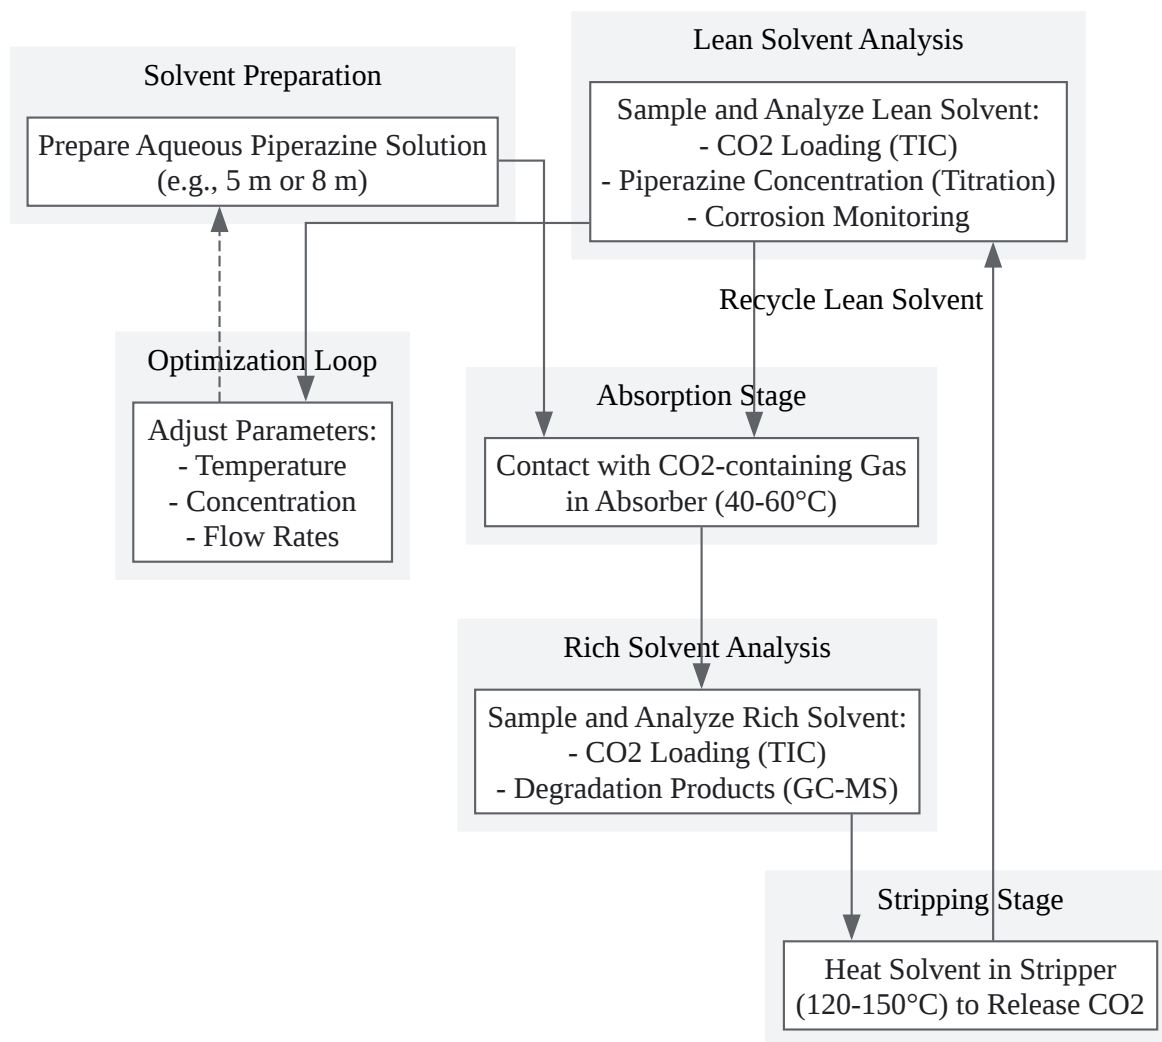 Lean Solvent Analysis
Sample and Analyze Lean Solvent:
- CO2 Loading (TIC)
- Piperazine Concentration (Titration)
- Corrosion Monitoring
Solvent Preparation
Prepare Aqueous Piperazine Solution
(e.g., 5 m or 8 m)
Recycle Lean Solvent
Optimization Loop
Adjust Parameters:
- Temperature
- Concentration
- Flow Rates
Absorption Stage
Contact with CO2-containing Gas
in Absorber (40-60°C)
Rich Solvent Analysis
Sample and Analyze Rich Solvent:
- CO2 Loading (TIC)
- Degradation Products (GC-MS)
Stripping Stage
Heat Solvent in Stripper
(120-150°C) to Release CO2